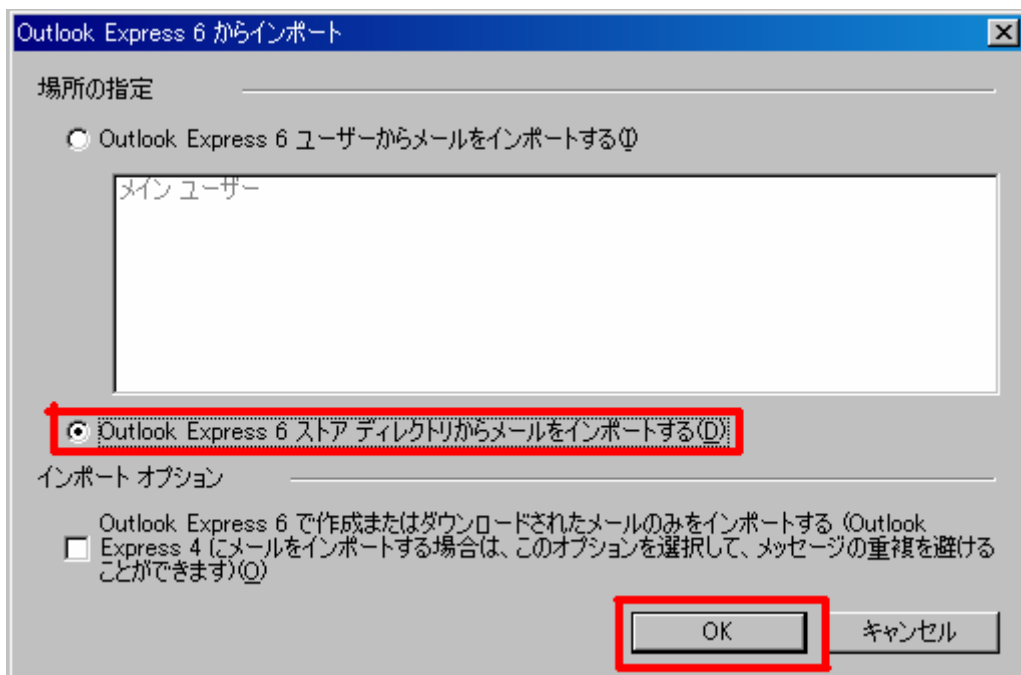 Outlook Express 6 からインポート
場所の指定
Outlook Express 6 ユーザーからメールをインポートする(I)
メイン ユーザー
Outlook Express 6 ストア ディレクトリからメールをインポートする(D)
インポート オプション
Outlook Express 6 で作成またはダウンロードされたメールのみをインポートする (Outlook
Express 4 にメールをインポートする場合は、このオプションを選択して、メッセージの重複を避ける
ことができます)(O)
OK
キャンセル